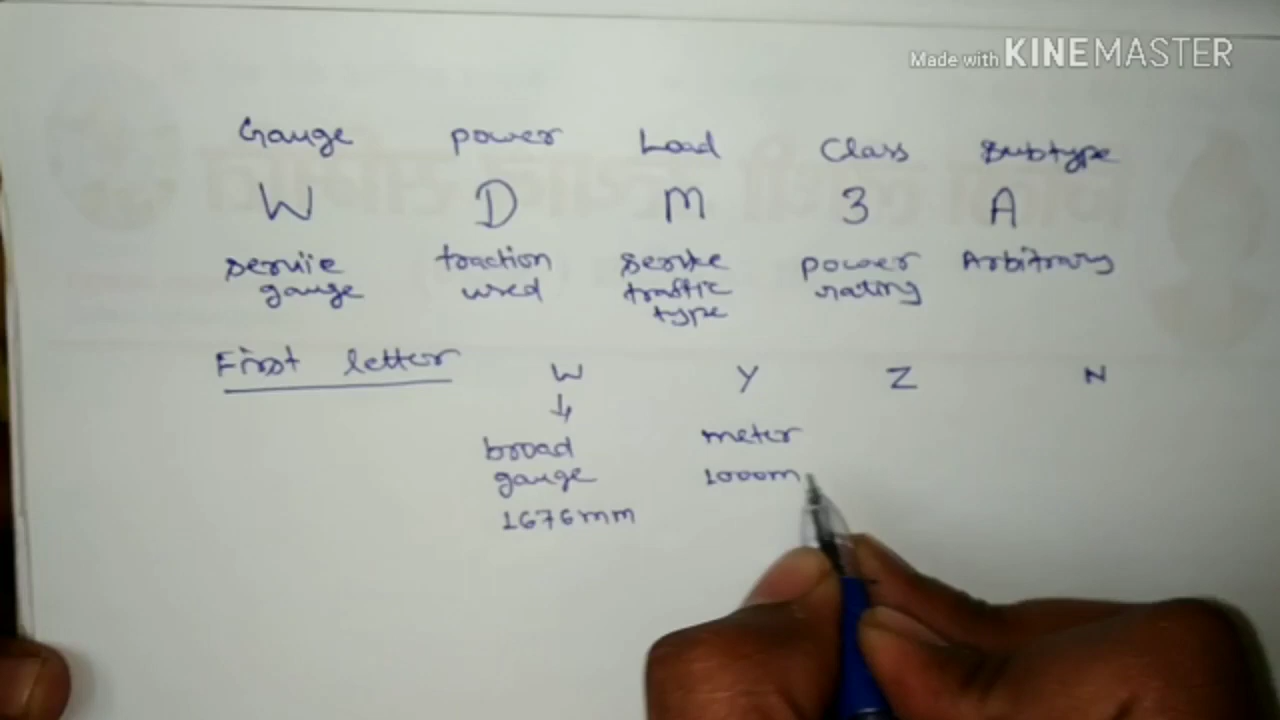 Made with KINEMASTER
Gauge power Load Class Subtype
W D M 3 A
service traction service power Arbitrary
gauge used traffic rating
type
First letter W Y Z N
broad meter
gauge 1000m
1676mm